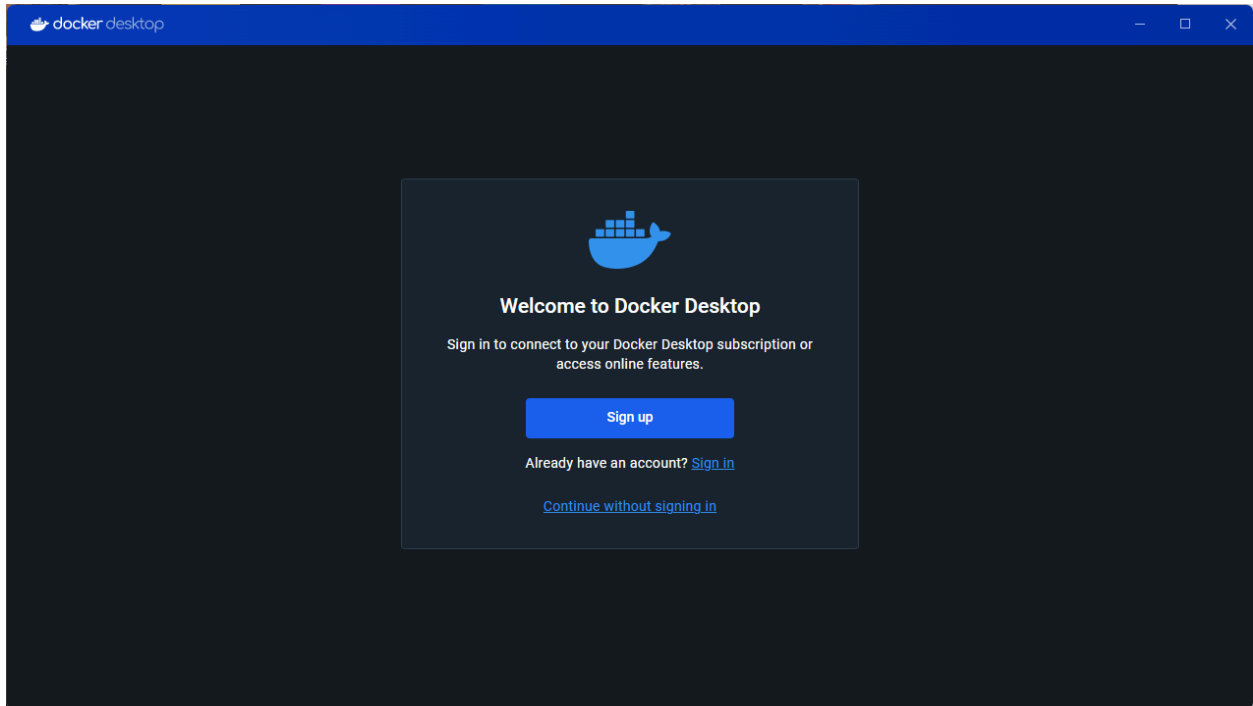 docker desktop
Welcome to Docker Desktop
Sign in to connect to your Docker Desktop subscription or
access online features.
Sign up
Already have an account? Sign in
Continue without signing in